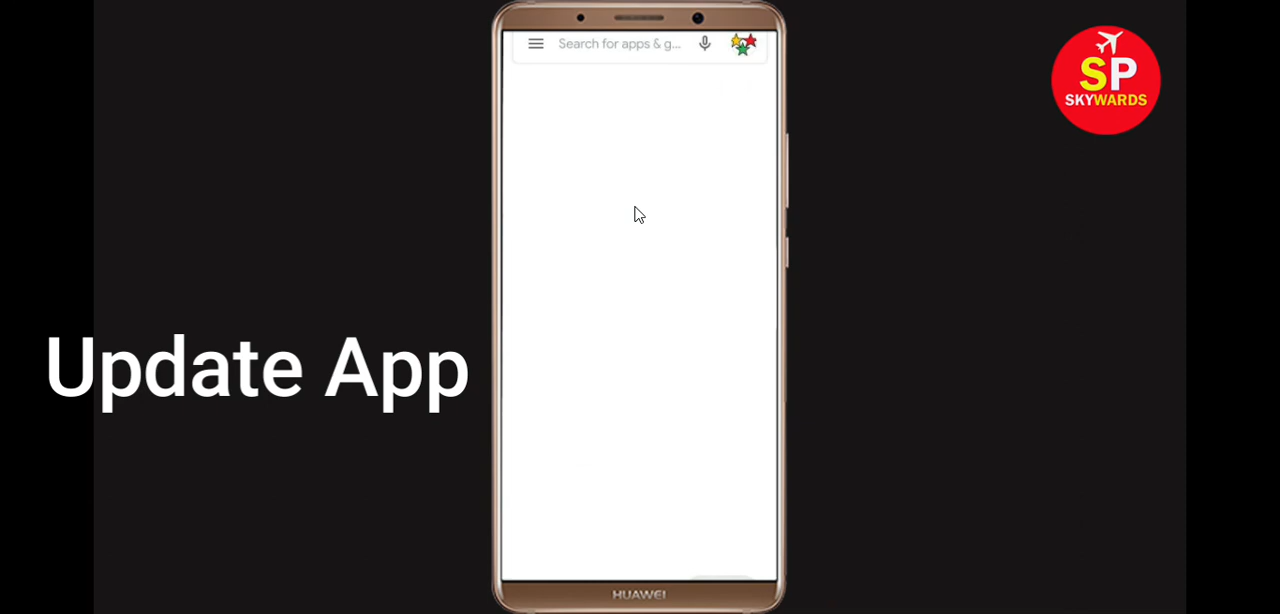 Search for apps & g...
SP
SKYWARDS
Update App
HUAWEI